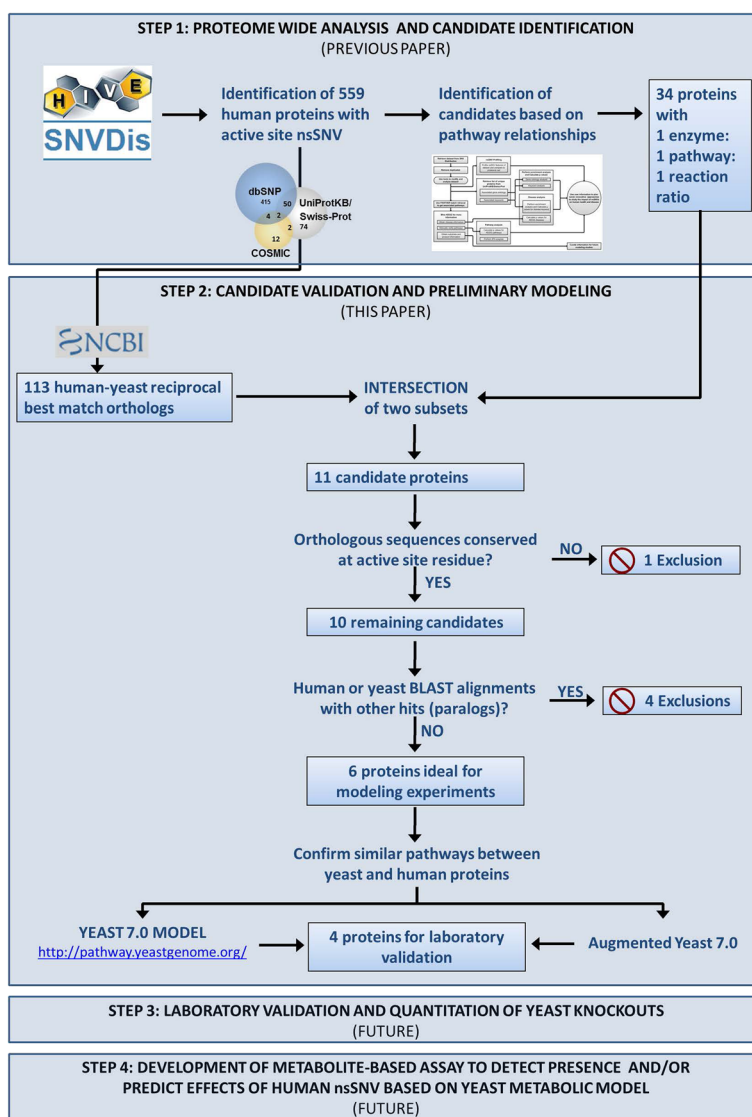 STEP 1: PROTEOME WIDE ANALYSIS AND CANDIDATE IDENTIFICATION
(PREVIOUS PAPER)
HIVE
SNVDis
Identification of 559
human proteins with
active site nsSNV
Identification of
candidates based on
pathway relationships
34 proteins
with
1 enzyme:
1 pathway:
1 reaction
ratio
dbSNP
415
50
UniProtKB/
Swiss-Prot
4 2
2
74
12
COSMIC
STEP 2: CANDIDATE VALIDATION AND PRELIMINARY MODELING
(THIS PAPER)
NCBI
113 human-yeast reciprocal
best match orthologs
INTERSECTION
of two subsets
11 candidate proteins
Orthologous sequences conserved
at active site residue?
NO
1 Exclusion
YES
10 remaining candidates
Human or yeast BLAST alignments
with other hits (paralogs)?
YES
4 Exclusions
NO
6 proteins ideal for
modeling experiments
Confirm similar pathways between
yeast and human proteins
YEAST 7.0 MODEL
http://pathway.yeastgenome.org/
4 proteins for laboratory
validation
Augmented Yeast 7.0
STEP 3: LABORATORY VALIDATION AND QUANTITATION OF YEAST KNOCKOUTS
(FUTURE)
STEP 4: DEVELOPMENT OF METABOLITE-BASED ASSAY TO DETECT PRESENCE AND/OR
PREDICT EFFECTS OF HUMAN nsSNV BASED ON YEAST METABOLIC MODEL
(FUTURE)